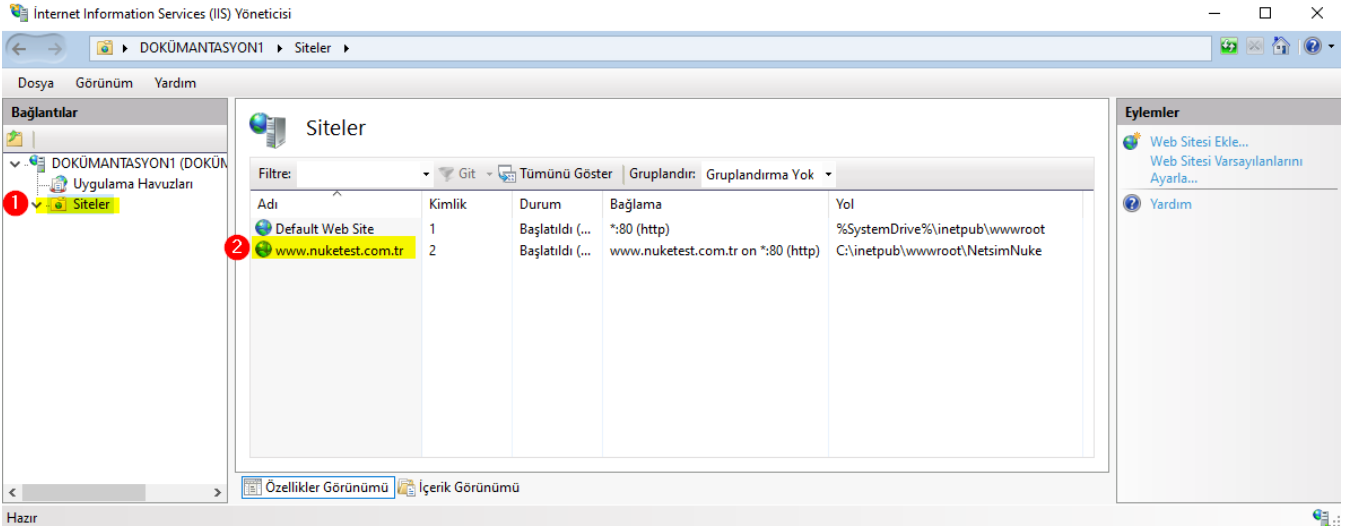 İnternet Information Services (IIS) Yöneticisi
DOKÜMANTASYON1 Siteler
Dosya Görünüm Yardım
Bağlantılar
DOKÜMANTASYON1 (DOKÜM
Uygulama Havuzları
1 Siteler
Siteler
Filtre: Git Tümünü Göster Gruplandır: Gruplandırma Yok
Adı Kimlik Durum Bağlama Yol
Default Web Site 1 Başlatıldı (... *:80 (http) %SystemDrive%\inetpub\wwwroot
2 www.nuketest.com.tr 2 Başlatıldı (... www.nuketest.com.tr on *:80 (http) C:\inetpub\wwwroot\NetsimNuke
Özellikler Görünümü İçerik Görünümü
Eylemler
Web Sitesi Ekle...
Web Sitesi Varsayılanlarını
Ayarla...
Yardım
Hazır